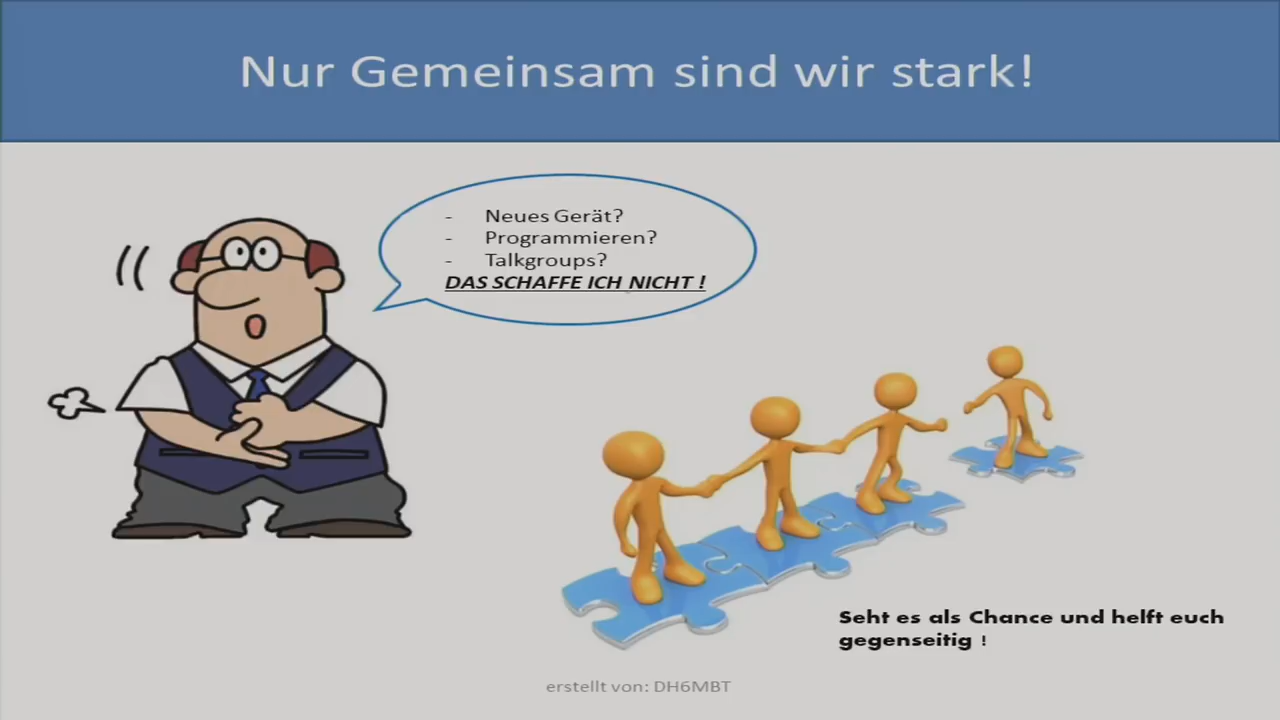 Nur Gemeinsam sind wir stark!
- Neues Gerät?
- Programmieren?
- Talkgroups?
DAS SCHAFFE ICH NICHT !
Seht es als Chance und helft euch
gegenseitig !
erstellt von: DH6MBT